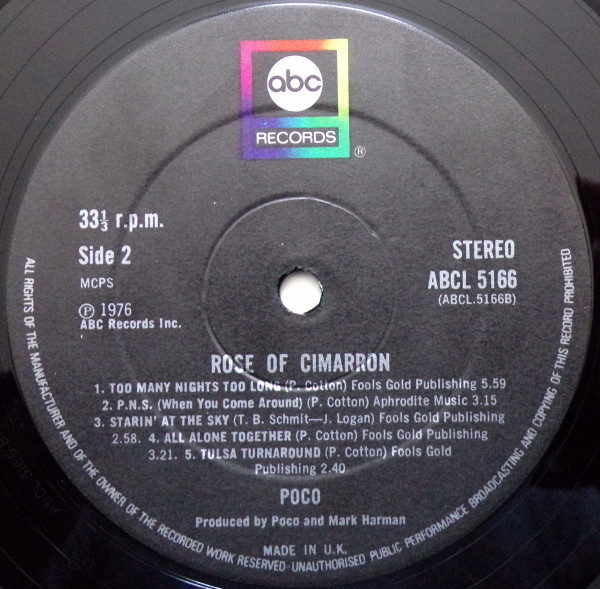 abc
RECORDS
®
33⅓ r.p.m.
Side 2
MCPS
℗ 1976
ABC Records Inc.
STEREO
ABCL 5166
(ABCL.5166B)
ROSE OF CIMARRON
1. TOO MANY NIGHTS TOO LONG (P. Cotton) Fools Gold Publishing 5.59
2. P.N.S. (When You Come Around) (P. Cotton) Aphrodite Music 3.15
3. STARIN' AT THE SKY (T. B. Schmit—J. Logan) Fools Gold Publishing
2.58. 4. ALL ALONE TOGETHER (P. Cotton) Fools Gold Publishing
3.21. 5. TULSA TURNAROUND (P. Cotton) Fools Gold
Publishing 2.40
POCO
Produced by Poco and Mark Harman
MADE IN U.K.
ALL RIGHTS OF THE MANUFACTURER AND OF THE OWNER OF THE RECORDED WORK RESERVED-UNAUTHORISED PUBLIC PERFORMANCE BROADCASTING AND COPYING OF THIS RECORD PROHIBITED